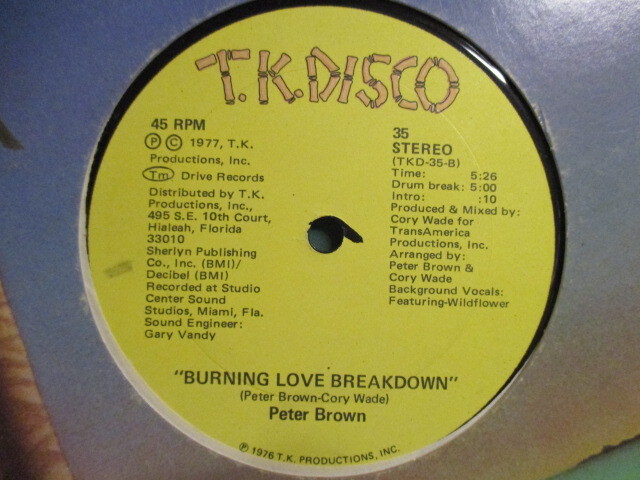 T.K.DISCO
45 RPM
Ⓟ Ⓒ 1977, T.K.
Productions, Inc.
Tm Drive Records
Distributed by T.K.
Productions, Inc.,
495 S.E. 10th Court,
Hialeah, Florida
33010
Sherlyn Publishing
Co., Inc. (BMI)/
Decibel (BMI)
Recorded at Studio
Center Sound
Studios, Miami, Fla.
Sound Engineer:
Gary Vandy
35
STEREO
(TKD-35-B)
Time: 5:26
Drum break: 5:00
Intro: :10
Produced & Mixed by:
Cory Wade for
TransAmerica
Productions, Inc.
Arranged by:
Peter Brown &
Cory Wade
Background Vocals:
Featuring-Wildflower
"BURNING LOVE BREAKDOWN"
(Peter Brown-Cory Wade)
Peter Brown
Ⓟ 1976 T.K. PRODUCTIONS, INC.